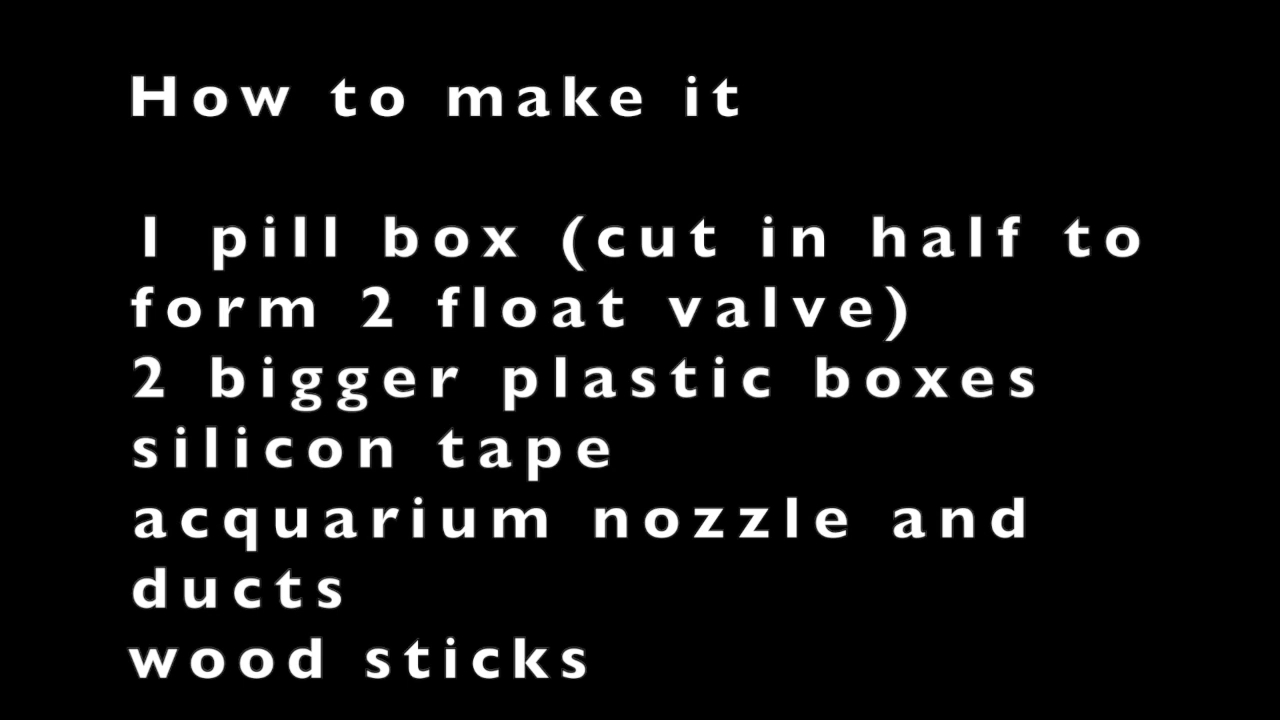 How to make it
1 pill box (cut in half to
form 2 float valve)
2 bigger plastic boxes
silicon tape
acquarium nozzle and
ducts
wood sticks